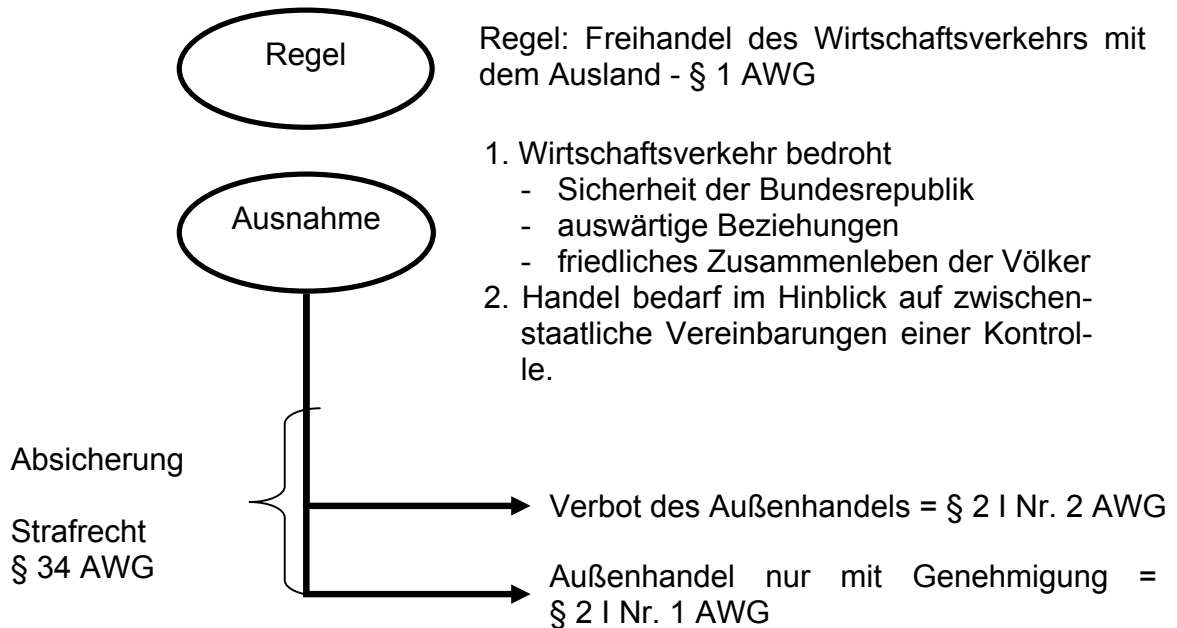 Regel
Regel: Freihandel des Wirtschaftsverkehrs mit
dem Ausland - § 1 AWG
Ausnahme
1. Wirtschaftsverkehr bedroht
- Sicherheit der Bundesrepublik
- auswärtige Beziehungen
- friedliches Zusammenleben der Völker
2. Handel bedarf im Hinblick auf zwischen-
staatliche Vereinbarungen einer Kontrol-
le.
Absicherung
Strafrecht
§ 34 AWG
Verbot des Außenhandels = § 2 I Nr. 2 AWG
Außenhandel nur mit Genehmigung =
§ 2 I Nr. 1 AWG